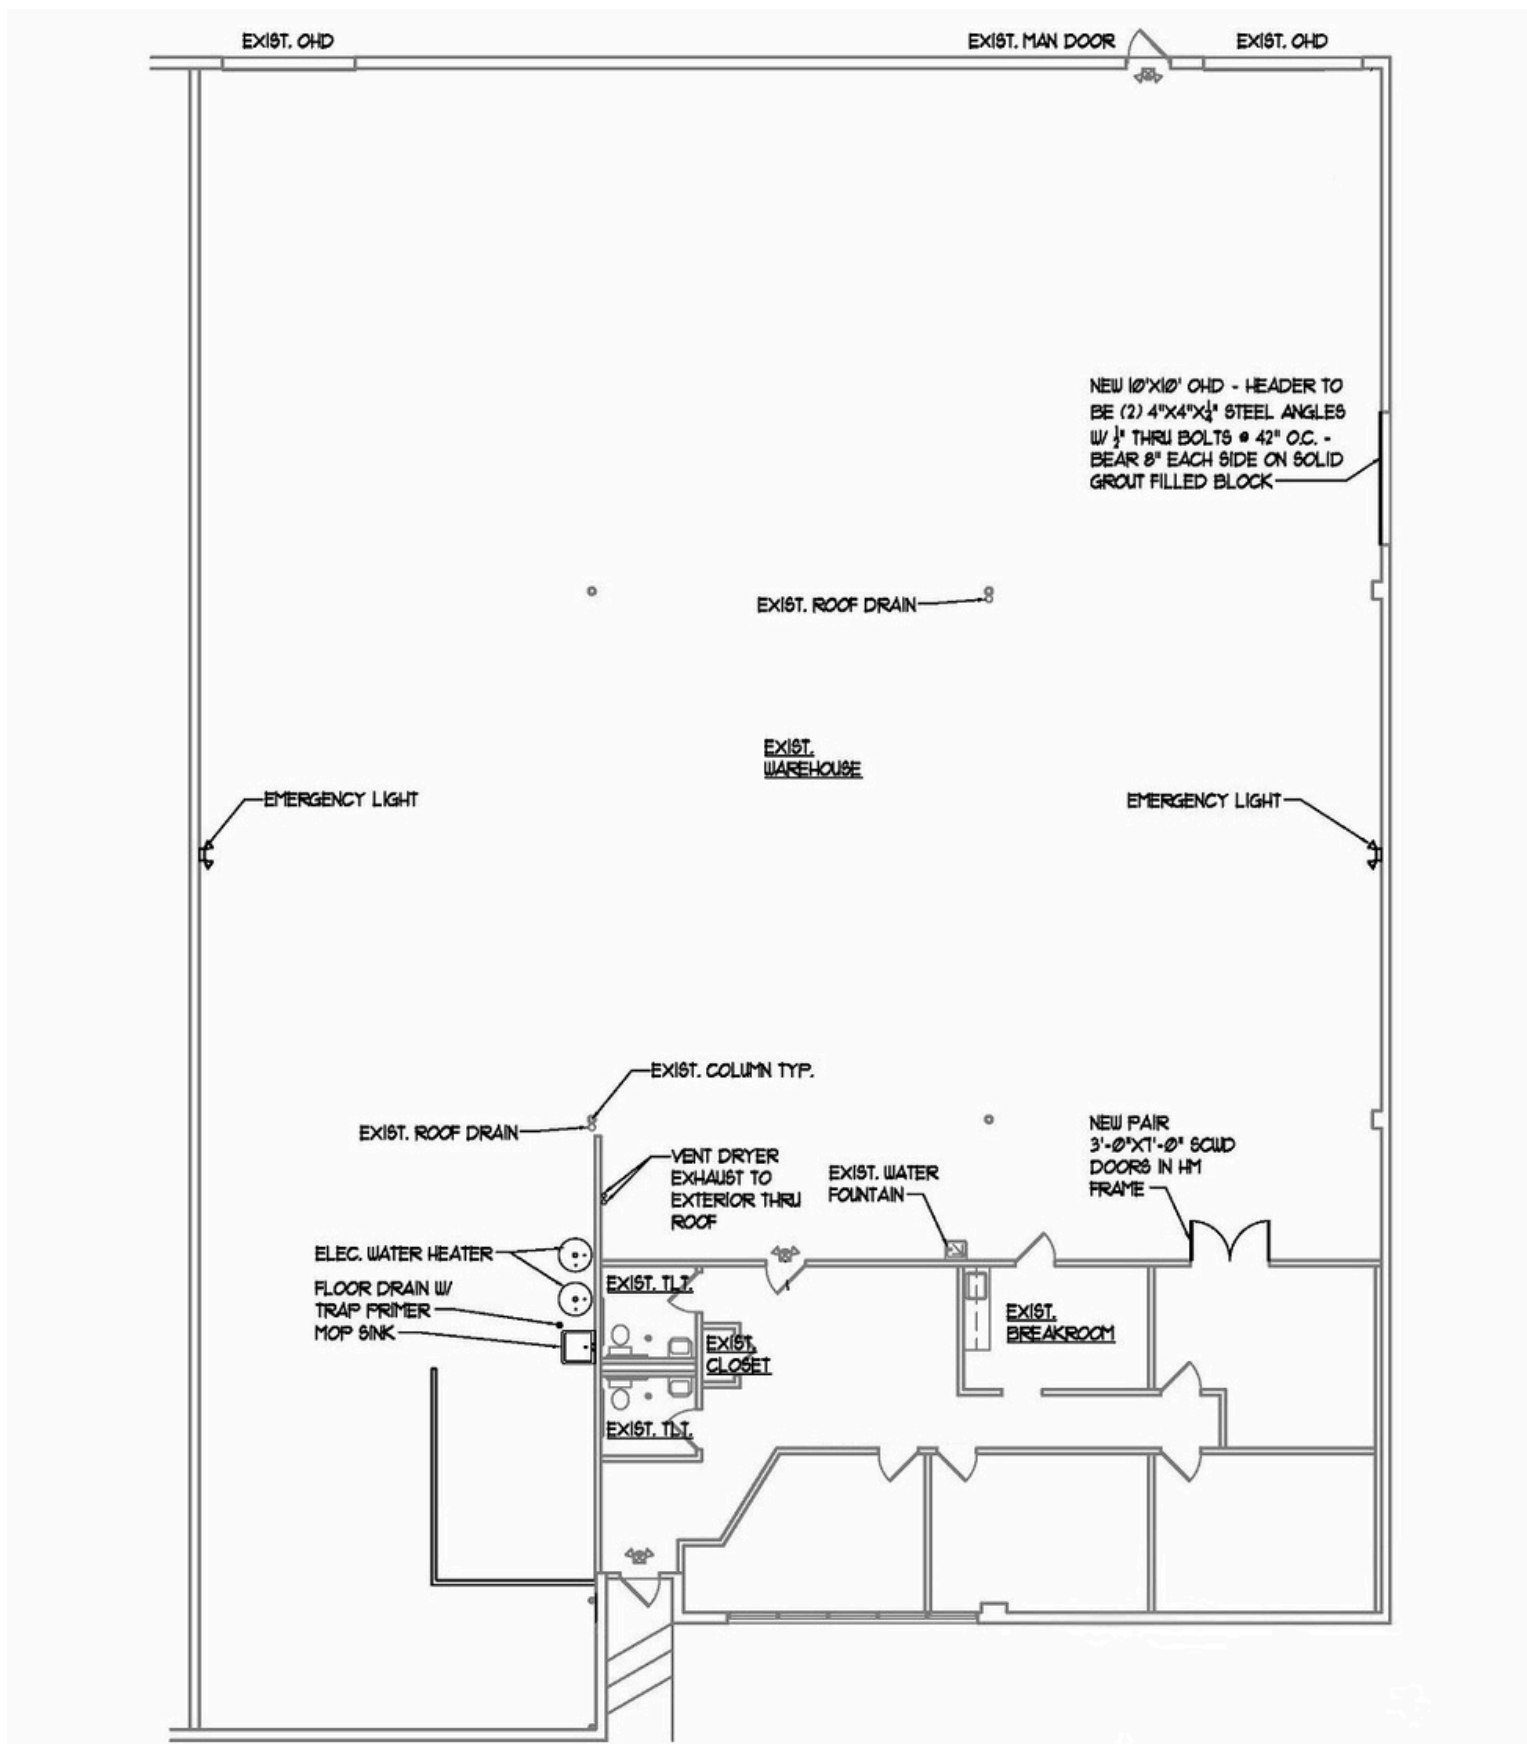 EXIST. OHD
EXIST. MAN DOOR
EXIST. OHD
NEW 10'X10' OHD - HEADER TO
BE (2) 4"X4"X1/4" STEEL ANGLES
W/ 1/2" THRU BOLTS @ 42" O.C. -
BEAR 8" EACH SIDE ON SOLID
GROUT FILLED BLOCK
EXIST. ROOF DRAIN
EXIST.
WAREHOUSE
EMERGENCY LIGHT
EMERGENCY LIGHT
EXIST. COLUMN TYP.
EXIST. ROOF DRAIN
NEW PAIR
3'-0"X7'-0" SCWD
DOORS IN HM
FRAME
VENT DRYER
EXHAUST TO
EXTERIOR THRU
ROOF
EXIST. WATER
FOUNTAIN
ELEC. WATER HEATER
FLOOR DRAIN W/
TRAP PRIMER
MOP SINK
EXIST. TLT.
EXIST.
BREAKROOM
EXIST.
CLOSET
EXIST. TLT.